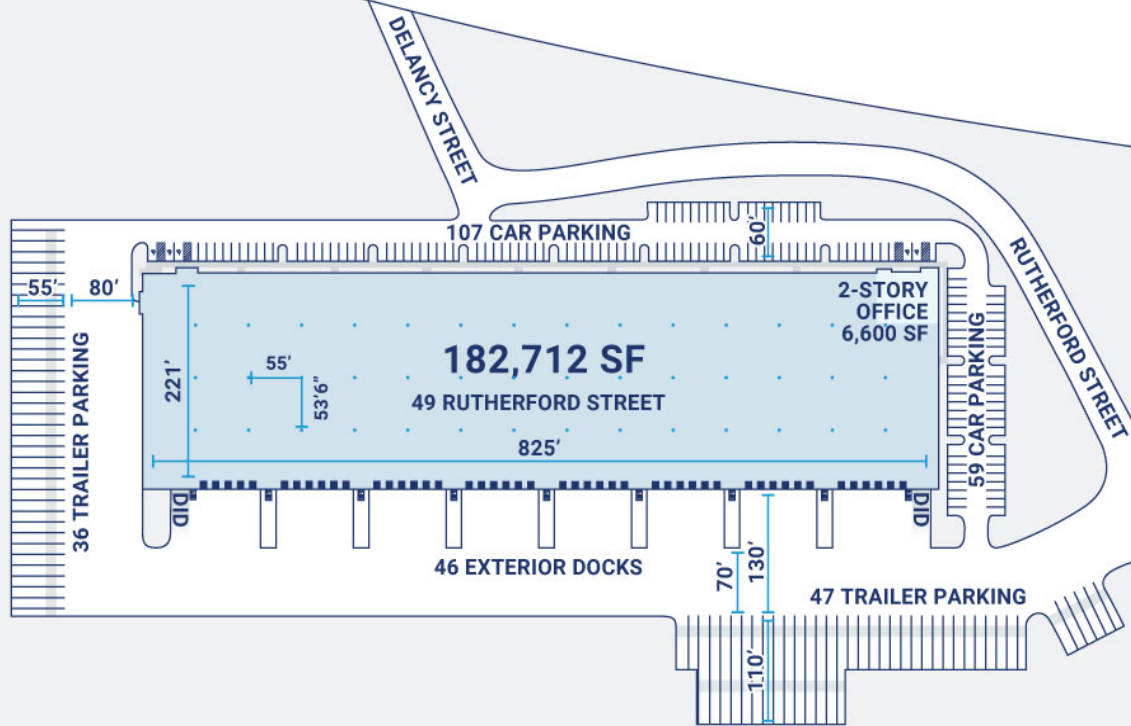 DELANCY STREET
RUTHERFORD STREET
107 CAR PARKING
60’
55’
80’
2-STORY
OFFICE
6,600 SF
221’
55’
53’6”
182,712 SF
49 RUTHERFORD STREET
825’
36 TRAILER PARKING
59 CAR PARKING
DID
DID
46 EXTERIOR DOCKS
70’
130’
47 TRAILER PARKING
110’